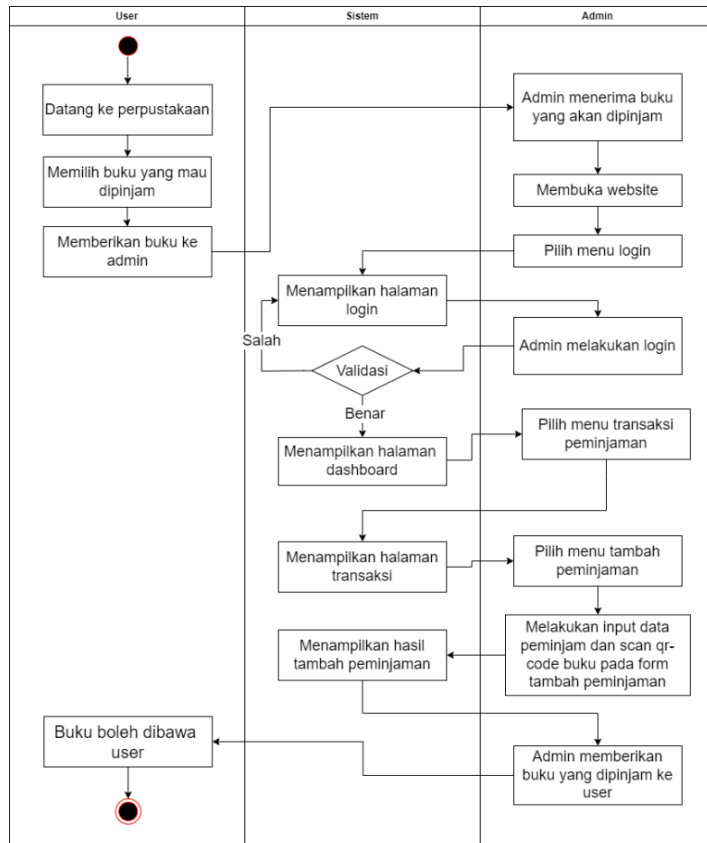 User
Sistem
Admin
Datang ke perpustakaan
Admin menerima buku
yang akan dipinjam
Memilih buku yang mau
dipinjam
Membuka website
Memberikan buku ke
admin
Pilih menu login
Menampilkan halaman
login
Salah
Admin melakukan login
Validasi
Benar
Menampilkan halaman
dashboard
Pilih menu transaksi
peminjaman
Menampilkan halaman
transaksi
Pilih menu tambah
peminjaman
Melakukan input data
peminjam dan scan qr-
code buku pada form
tambah peminjaman
Menampilkan hasil
tambah peminjaman
Buku boleh dibawa
user
Admin memberikan
buku yang dipinjam ke
user